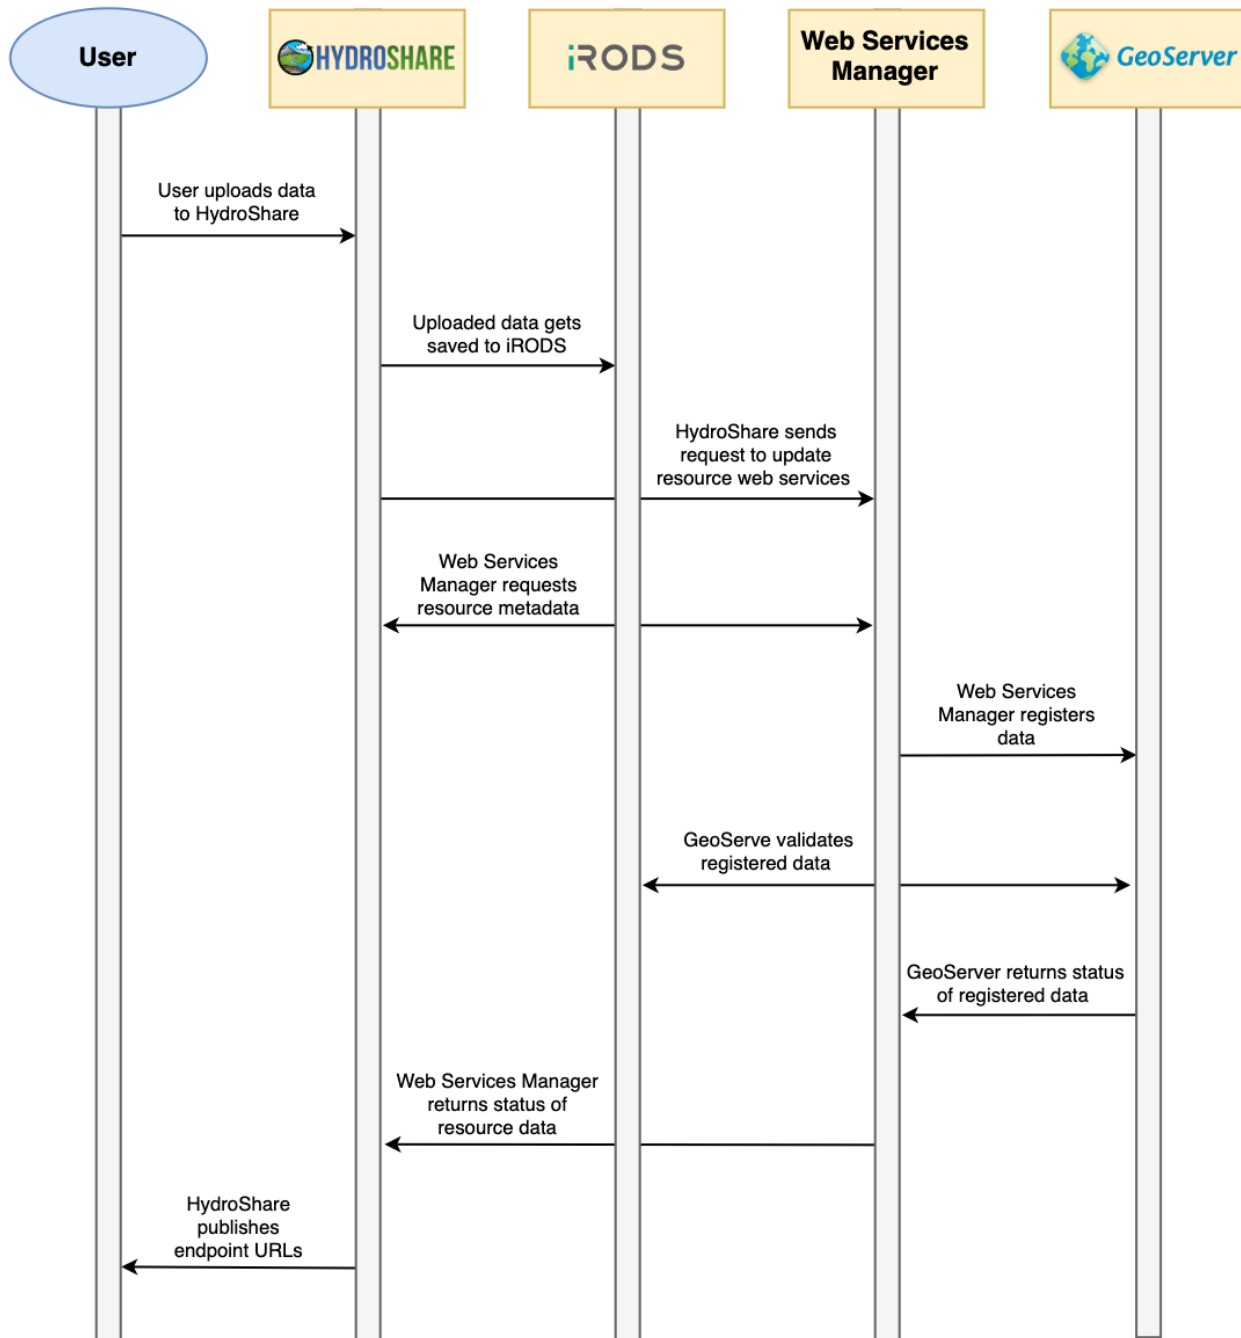 User
HYDROSHARE
iRODS
Web Services
Manager
GeoServer
User uploads data
to HydroShare
Uploaded data gets
saved to iRODS
HydroShare sends
request to update
resource web services
Web Services
Manager requests
resource metadata
Web Services
Manager registers
data
GeoServe validates
registered data
GeoServer returns status
of registered data
Web Services Manager
returns status of
resource data
HydroShare
publishes
endpoint URLs